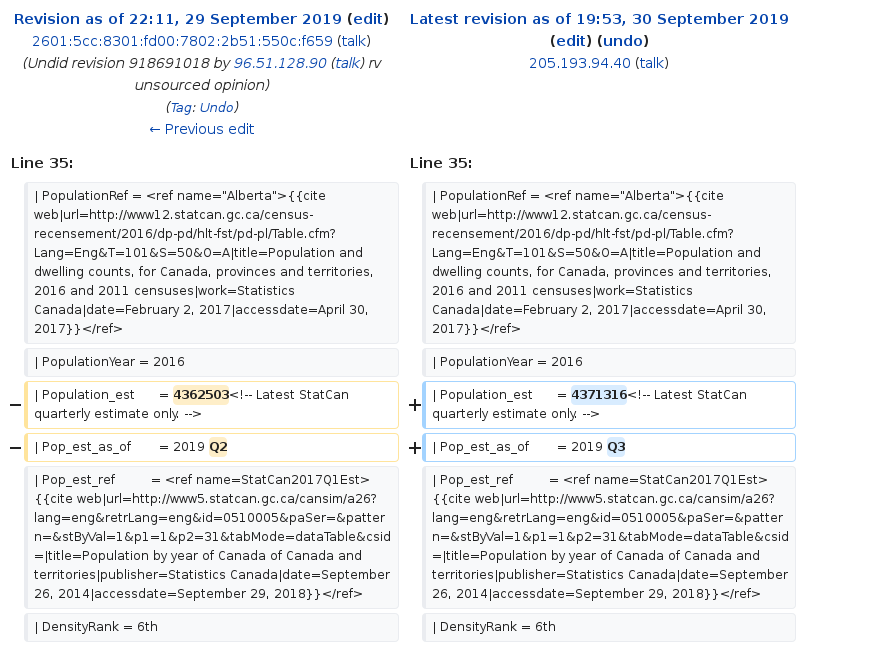 Revision as of 22:11, 29 September 2019 (edit)
2601:5cc:8301:fd00:7802:2b51:550c:f659 (talk)
(Undid revision 918691018 by 96.51.128.90 (talk) rv
unsourced opinion)
(Tag: Undo)
← Previous edit
Latest revision as of 19:53, 30 September 2019
(edit) (undo)
205.193.94.40 (talk)
Line 35:
| PopulationRef = <ref name="Alberta">{{cite
web|url=http://www12.statcan.gc.ca/census-
recensement/2016/dp-pd/hlt-fst/pd-pl/Table.cfm?
Lang=Eng&T=101&S=50&O=A|title=Population and
dwelling counts, for Canada, provinces and territories,
2016 and 2011 censuses|work=Statistics
Canada|date=February 2, 2017|accessdate=April 30,
2017}}</ref>
| PopulationYear = 2016
− | Population_est = 4362503<!-- Latest StatCan
quarterly estimate only. -->
− | Pop_est_as_of = 2019 Q2
| Pop_est_ref = <ref name=StatCan2017Q1Est>
{{cite web|url=http://www5.statcan.gc.ca/cansim/a26?
lang=eng&retrLang=eng&id=0510005&paSer=&patter
n=&stByVal=1&p1=1&p2=31&tabMode=dataTable&csid
=|title=Population by year of Canada of Canada and
territories|publisher=Statistics Canada|date=September
26, 2014|accessdate=September 29, 2018}}</ref>
| DensityRank = 6th
Line 35:
| PopulationRef = <ref name="Alberta">{{cite
web|url=http://www12.statcan.gc.ca/census-
recensement/2016/dp-pd/hlt-fst/pd-pl/Table.cfm?
Lang=Eng&T=101&S=50&O=A|title=Population and
dwelling counts, for Canada, provinces and territories,
2016 and 2011 censuses|work=Statistics
Canada|date=February 2, 2017|accessdate=April 30,
2017}}</ref>
| PopulationYear = 2016
+ | Population_est = 4371316<!-- Latest StatCan
quarterly estimate only. -->
+ | Pop_est_as_of = 2019 Q3
| Pop_est_ref = <ref name=StatCan2017Q1Est>
{{cite web|url=http://www5.statcan.gc.ca/cansim/a26?
lang=eng&retrLang=eng&id=0510005&paSer=&patter
n=&stByVal=1&p1=1&p2=31&tabMode=dataTable&csid
=|title=Population by year of Canada of Canada and
territories|publisher=Statistics Canada|date=September
26, 2014|accessdate=September 29, 2018}}</ref>
| DensityRank = 6th